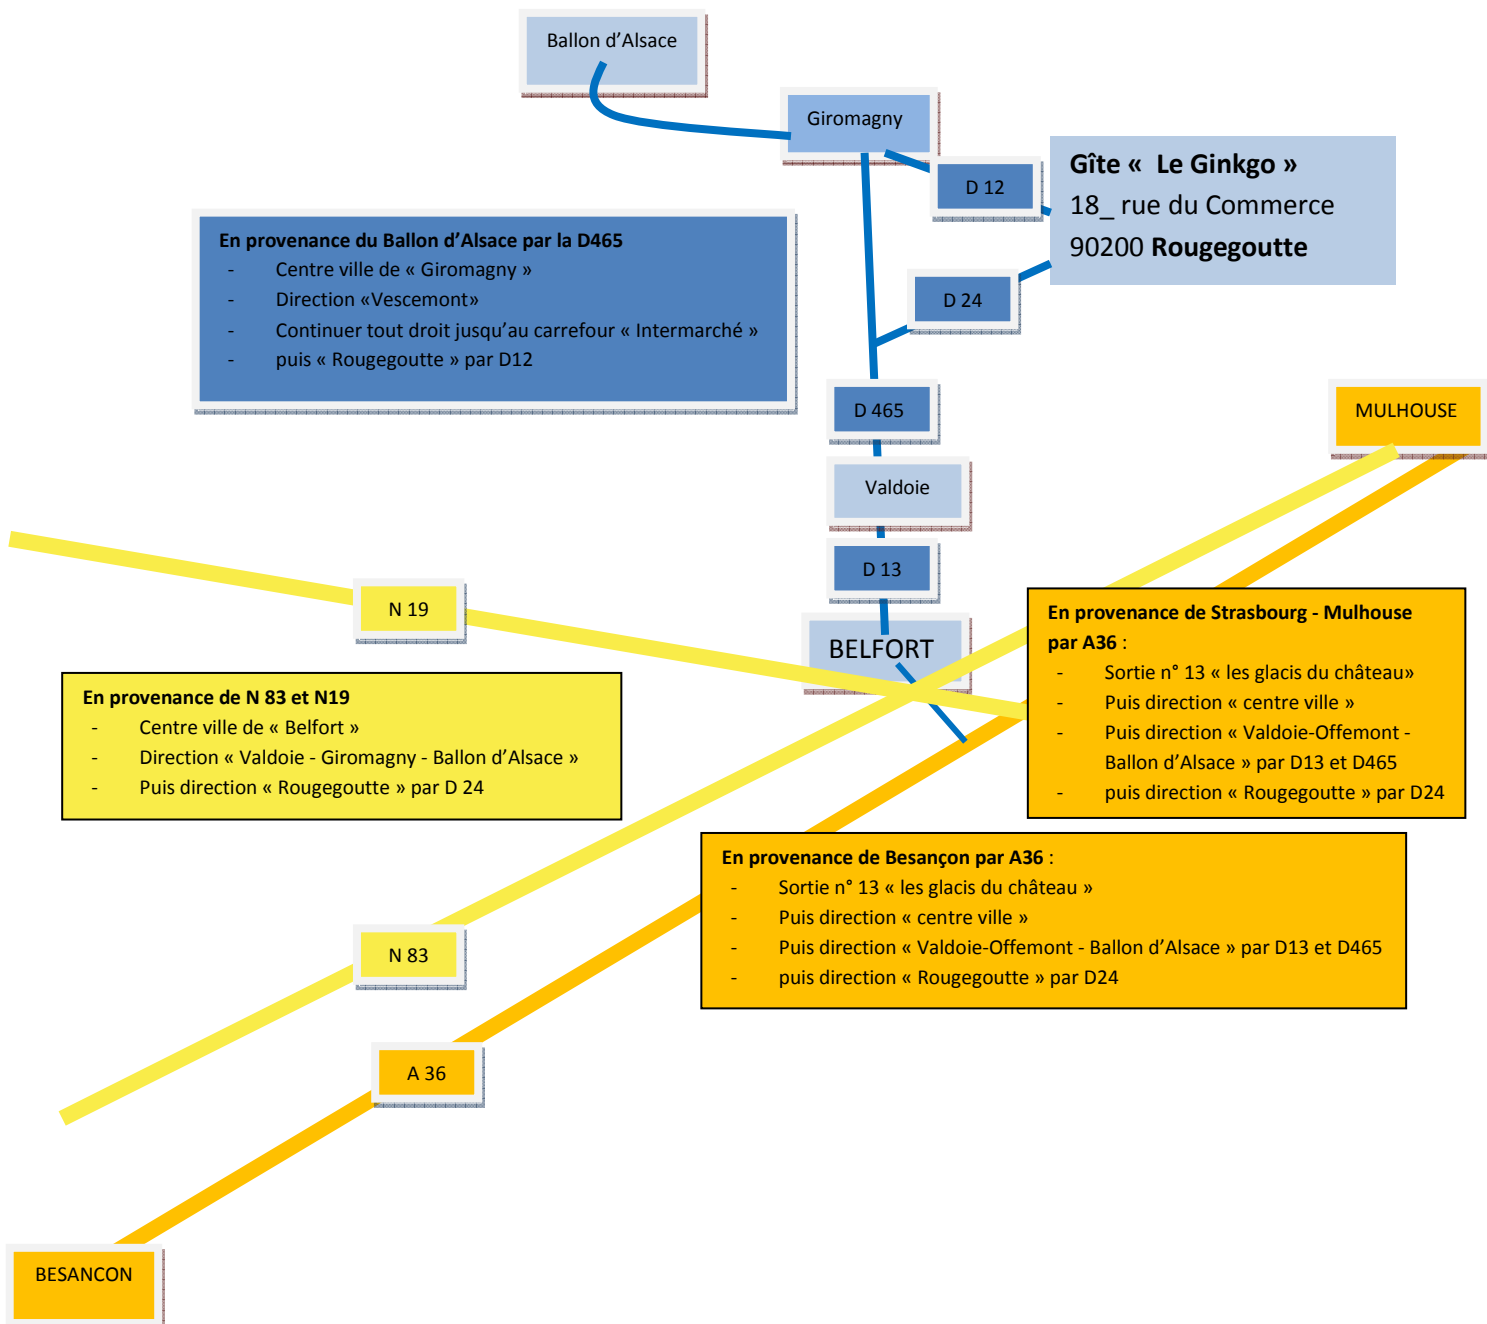 Ballon d’Alsace
Giromagny
D 12
Gîte « Le Ginkgo »
18_ rue du Commerce
90200 Rougegoutte
En provenance du Ballon d’Alsace par la D465
- Centre ville de « Giromagny »
- Direction «Vescemont»
- Continuer tout droit jusqu’au carrefour « Intermarché »
- puis « Rougegoutte » par D12
D 24
D 465
MULHOUSE
Valdoie
D 13
N 19
BELFORT
En provenance de Strasbourg - Mulhouse
par A36 :
- Sortie n° 13 « les glacis du château»
- Puis direction « centre ville »
- Puis direction « Valdoie-Offemont -
Ballon d’Alsace » par D13 et D465
- puis direction « Rougegoutte » par D24
En provenance de N 83 et N19
- Centre ville de « Belfort »
- Direction « Valdoie - Giromagny - Ballon d’Alsace »
- Puis direction « Rougegoutte » par D 24
En provenance de Besançon par A36 :
- Sortie n° 13 « les glacis du château »
- Puis direction « centre ville »
- Puis direction « Valdoie-Offemont - Ballon d’Alsace » par D13 et D465
- puis direction « Rougegoutte » par D24
N 83
A 36
BESANCON